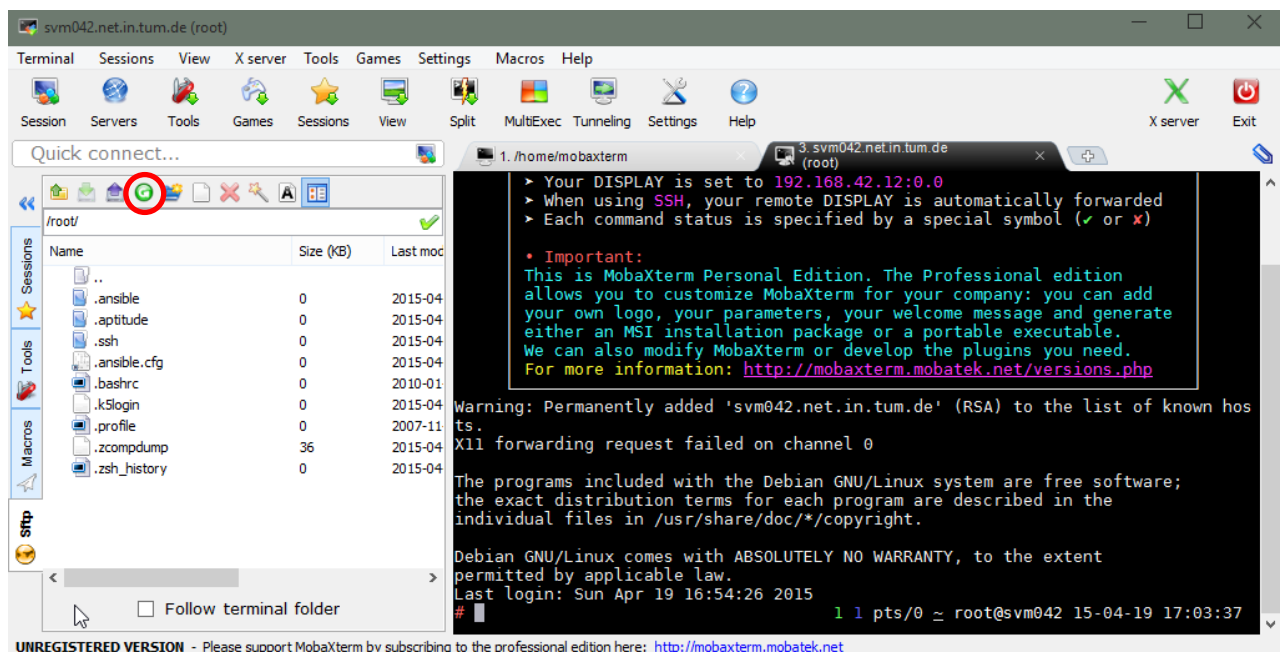 svm042.net.in.tum.de (root)
Terminal Sessions View X server Tools Games Settings Macros Help
Session Servers Tools Games Sessions View Split MultiExec Tunneling Settings Help X server Exit
Quick connect...
1. /home/mobaxterm
3. svm042.net.in.tum.de
(root)
/root/
Name Size (KB) Last mod
..
.ansible 0 2015-04
.aptitude 0 2015-04
.ssh 0 2015-04
.ansible.cfg 0 2015-04
.bashrc 0 2010-01
.k5login 0 2015-04
.profile 0 2007-11
.zcompdump 36 2015-04
.zsh_history 0 2015-04
Sessions
Tools
Macros
Sftp
Follow terminal folder
➤ Your DISPLAY is set to 192.168.42.12:0.0
➤ When using SSH, your remote DISPLAY is automatically forwarded
➤ Each command status is specified by a special symbol (✔ or ✘)
• Important:
This is MobaXterm Personal Edition. The Professional edition
allows you to customize MobaXterm for your company: you can add
your own logo, your parameters, your welcome message and generate
either an MSI installation package or a portable executable.
We can also modify MobaXterm or develop the plugins you need.
For more information: http://mobaxterm.mobatek.net/versions.php
Warning: Permanently added 'svm042.net.in.tum.de' (RSA) to the list of known hos
ts.
X11 forwarding request failed on channel 0
The programs included with the Debian GNU/Linux system are free software;
the exact distribution terms for each program are described in the
individual files in /usr/share/doc/*/copyright.
Debian GNU/Linux comes with ABSOLUTELY NO WARRANTY, to the extent
permitted by applicable law.
Last login: Sun Apr 19 16:54:26 2015
# 1 1 pts/0 ~ root@svm042 15-04-19 17:03:37
UNREGISTERED VERSION - Please support MobaXterm by subscribing to the professional edition here: http://mobaxterm.mobatek.net